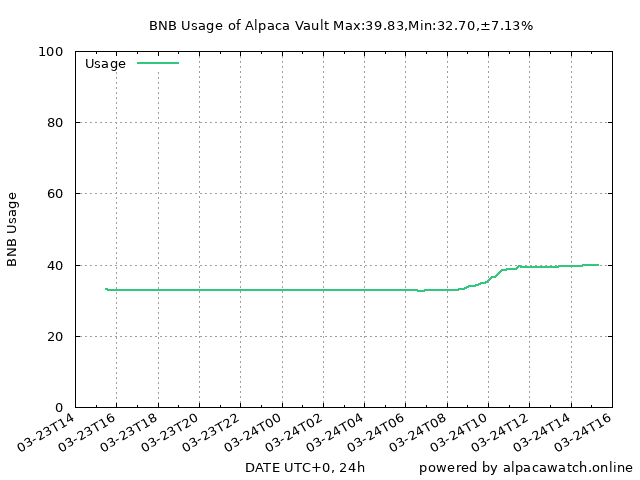 BNB Usage of Alpaca Vault Max:39.83,Min:32.70,±7.13%
Usage
100
80
60
40
20
0
BNB Usage
03-23T14 03-23T16 03-23T18 03-23T20 03-23T22 03-24T00 03-24T02 03-24T04 03-24T06 03-24T08 03-24T10 03-24T12 03-24T14 03-24T16
DATE UTC+0, 24h
powered by alpacawatch.online